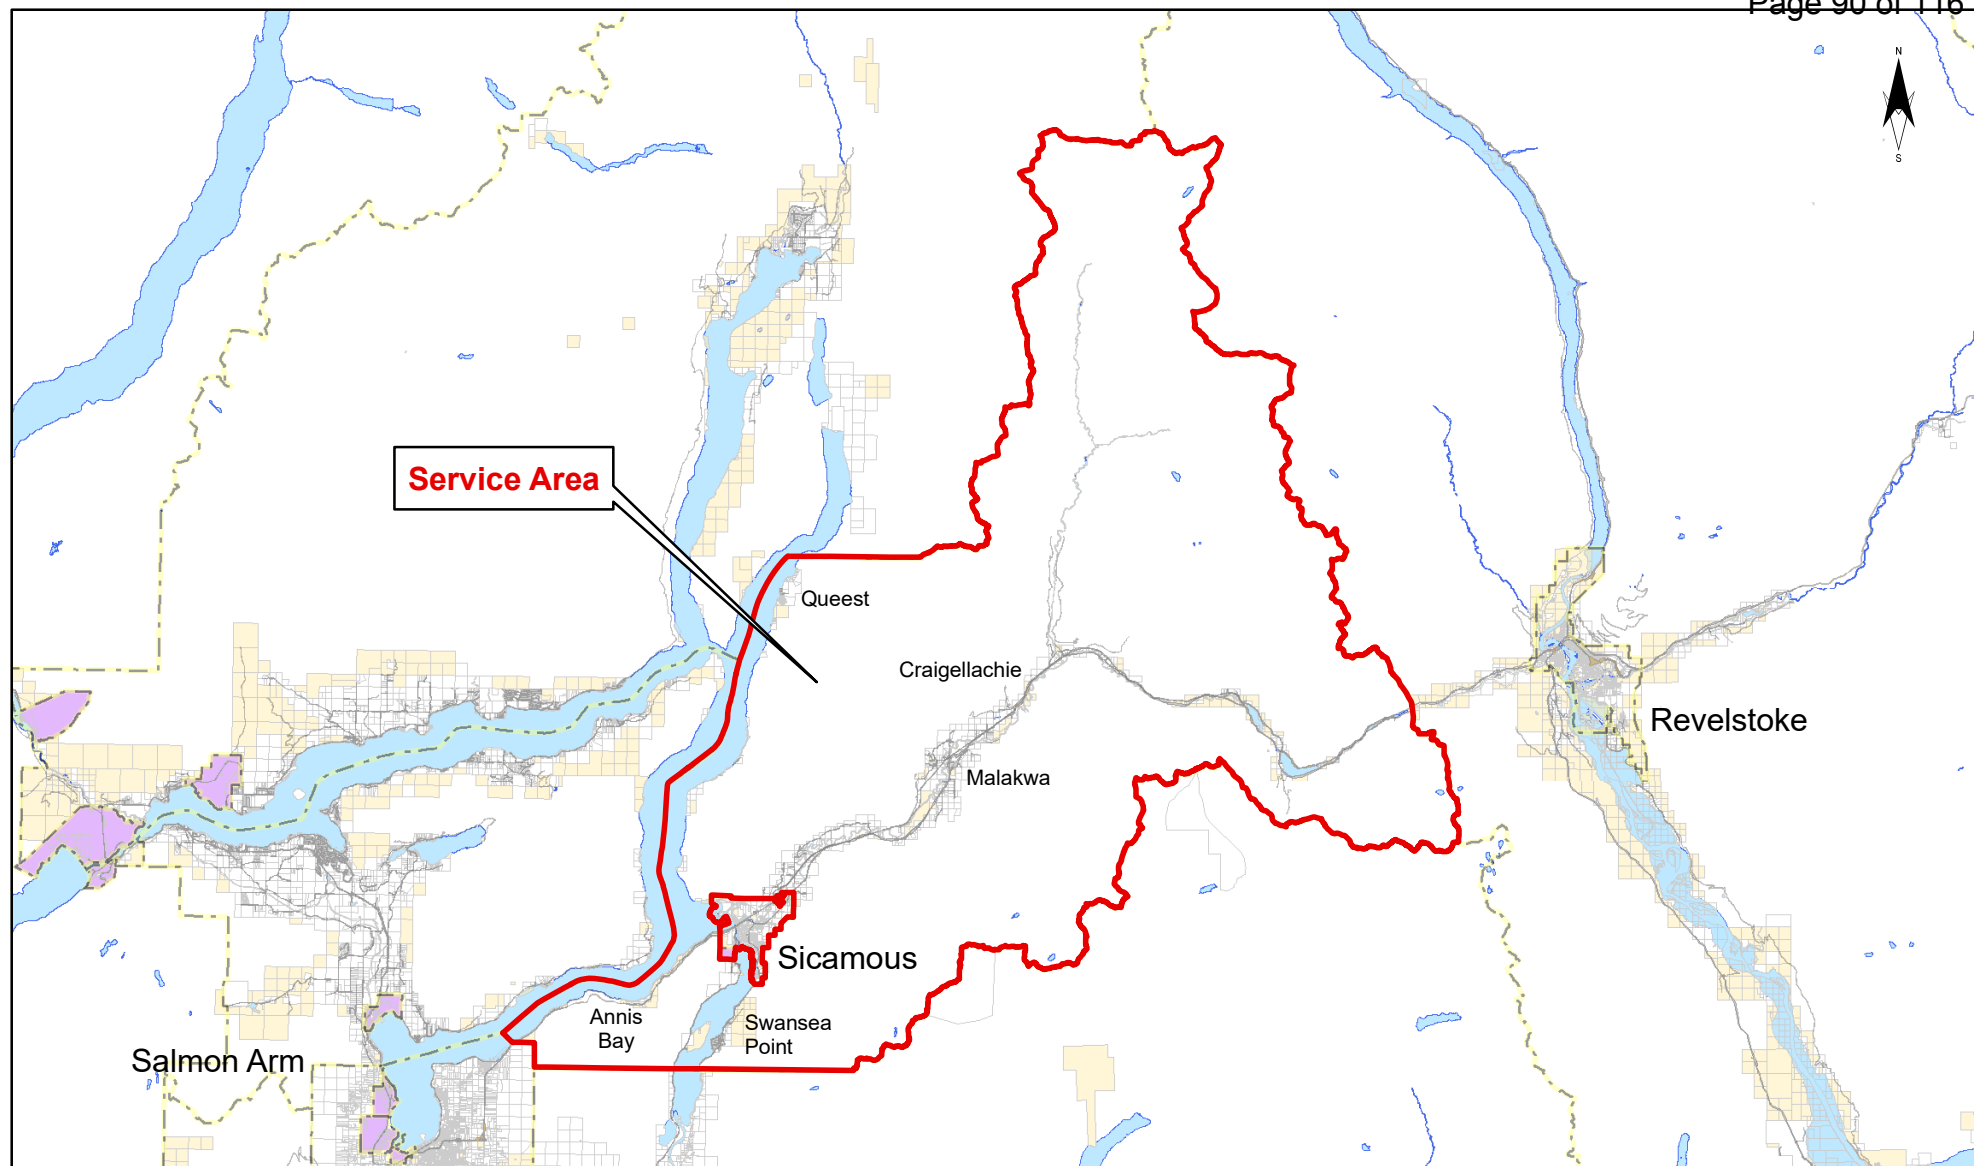 Page 90 of 116
N
S
Service Area
Queest
Craigellachie
Revelstoke
Malakwa
Sicamous
Annis
Bay
Swansea
Point
Salmon Arm